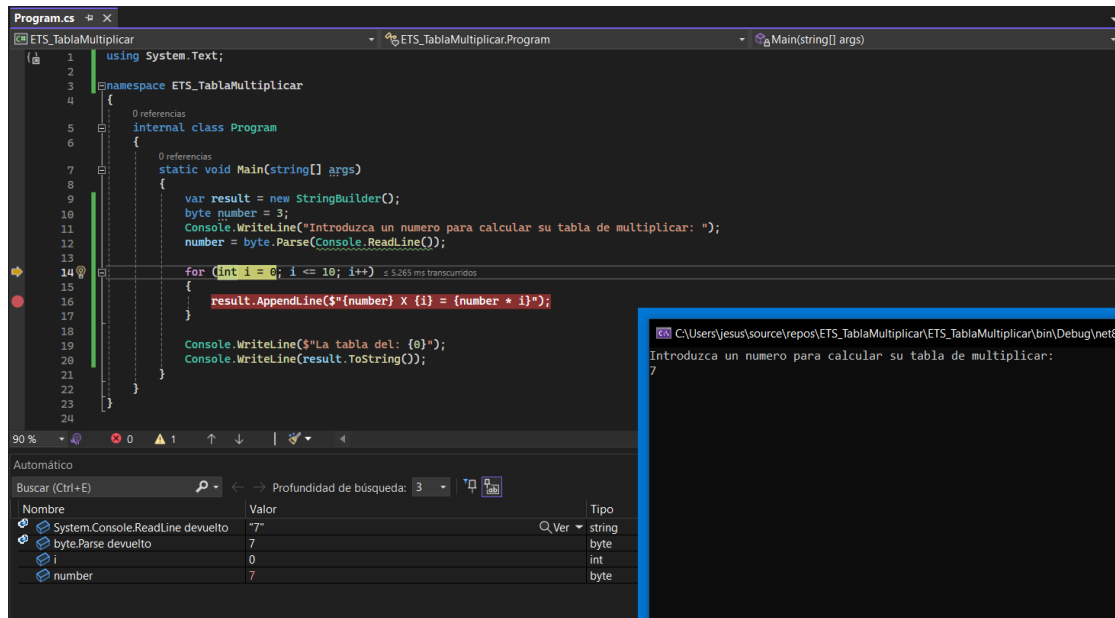 Program.cs
ETS_TablaMultiplicar ETS_TablaMultiplicar.Program Main(string[] args)
1 using System.Text;
2
3 namespace ETS_TablaMultiplicar
4 {
0 referencias
5 internal class Program
6 {
0 referencias
7 static void Main(string[] args)
8 {
9 var result = new StringBuilder();
10 byte number = 3;
11 Console.WriteLine("Introduzca un numero para calcular su tabla de multiplicar: ");
12 number = byte.Parse(Console.ReadLine());
13
14 for (int i = 0; i <= 10; i++) ≤ 5.265 ms transcurridos
15 {
16 result.AppendLine($"{number} X {i} = {number * i}");
17 }
18
19 Console.WriteLine($"La tabla del: {0}");
20 Console.WriteLine(result.ToString());
21 }
22 }
23 }
24
C:\Users\jesus\source\repos\ETS_TablaMultiplicar\ETS_TablaMultiplicar\bin\Debug\net8
Introduzca un numero para calcular su tabla de multiplicar:
7
90 % 0 1
Automático
Buscar (Ctrl+E) Profundidad de búsqueda: 3
Nombre Valor Tipo
System.Console.ReadLine devuelto "7" Ver string
byte.Parse devuelto 7 byte
i 0 int
number 7 byte